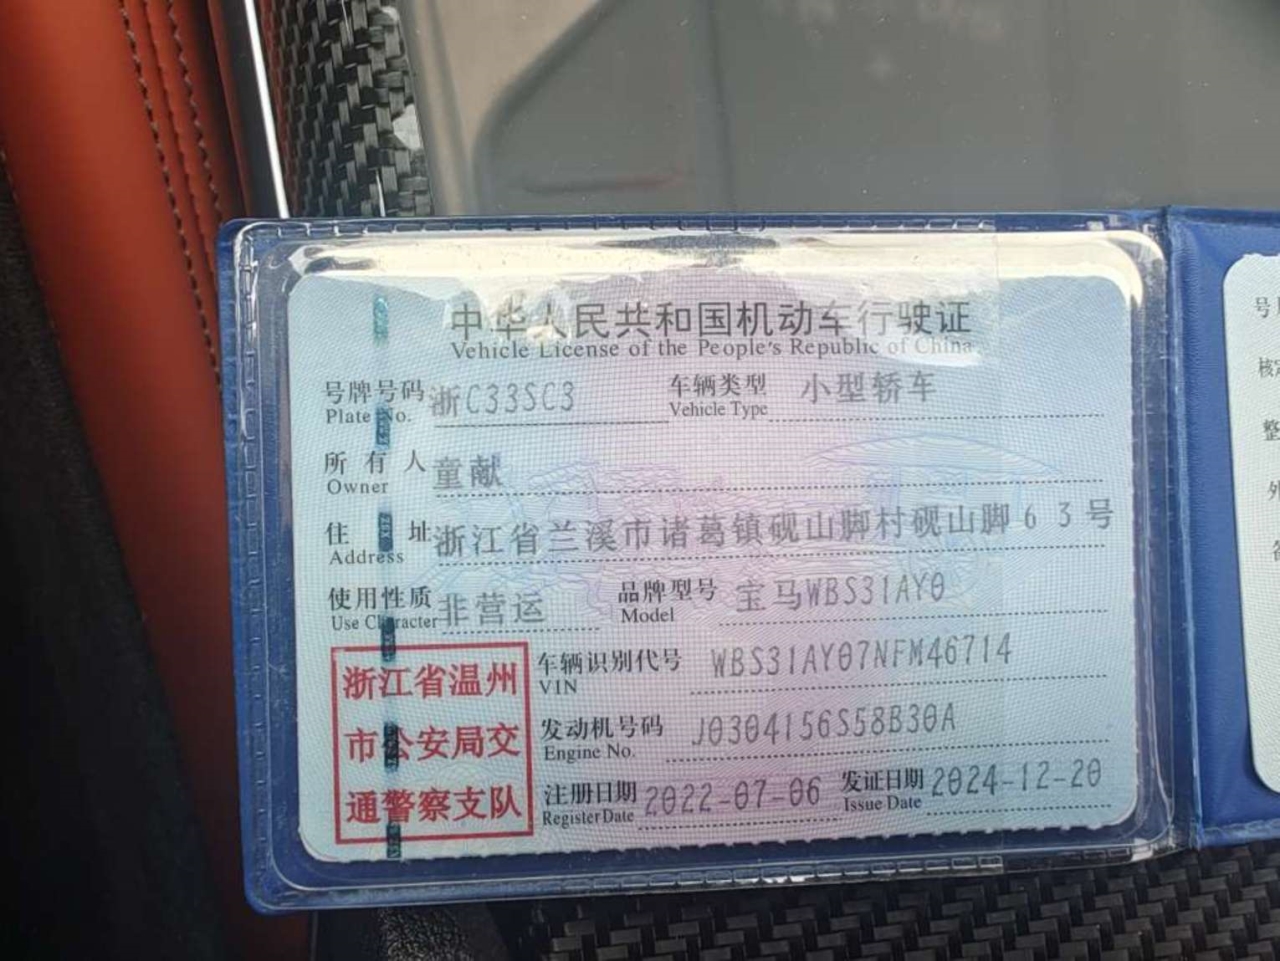 中华人民共和国机动车行驶证
Vehicle License of the People's Republic of China
号牌号码 浙C33SC3 车辆类型 小型轿车
Plate No. Vehicle Type
所有人 童献
Owner
住址 浙江省兰溪市诸葛镇砚山脚村砚山脚63号
Address
使用性质 非营运 品牌型号 宝马WBS31AY0
Use Character Model
浙江省温州
市公安局交
通警察支队
车辆识别代号 WBS31AY07NFM46714
VIN
发动机号码 J0304156S58B30A
Engine No.
注册日期 2022-07-06 发证日期 2024-12-20
Register Date Issue Date
号
核定
整
外